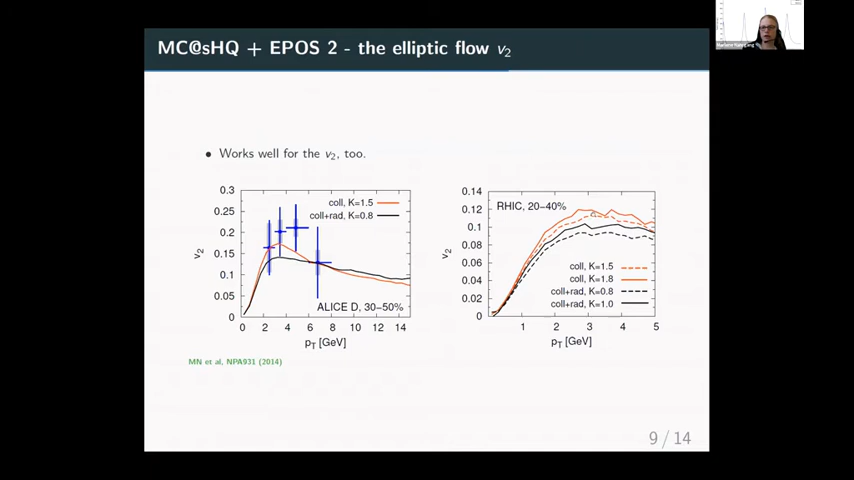 MC@sHQ + EPOS 2 - the elliptic flow v₂
• Works well for the v₂, too.
0.3
0.25
0.2
0.15
0.1
0.05
0
v₂
coll, K=1.5
coll+rad, K=0.8
ALICE D, 30–50%
0 2 4 6 8 10 12 14
p_T [GeV]
0.14
0.12
0.1
0.08
0.06
0.04
0.02
0
v₂
RHIC, 20–40%
coll, K=1.5
coll, K=1.8
coll+rad, K=0.8
coll+rad, K=1.0
1 2 3 4 5
p_T [GeV]
MN et al, NPA931 (2014)
9 / 14